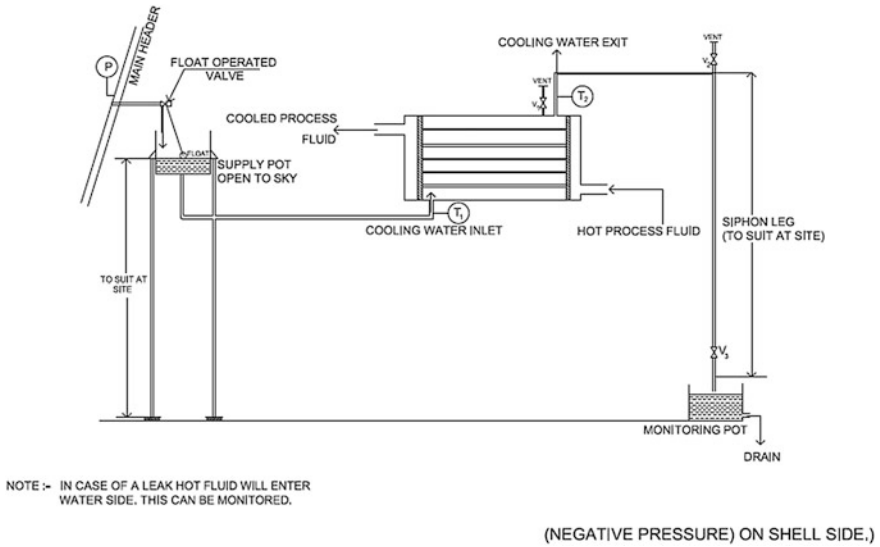 MAIN HEADER
P
FLOAT OPERATED
VALVE
FLOAT
SUPPLY POT
OPEN TO SKY
TO SUIT AT
SITE
COOLED PROCESS
FLUID
COOLING WATER EXIT
VENT
T2
COOLING WATER INLET
T1
HOT PROCESS FLUID
VENT
SIPHON LEG
(TO SUIT AT SITE)
V3
MONITORING POT
DRAIN
NOTE :- IN CASE OF A LEAK HOT FLUID WILL ENTER
WATER SIDE. THIS CAN BE MONITORED.
(NEGATIVE PRESSURE) ON SHELL SIDE.)